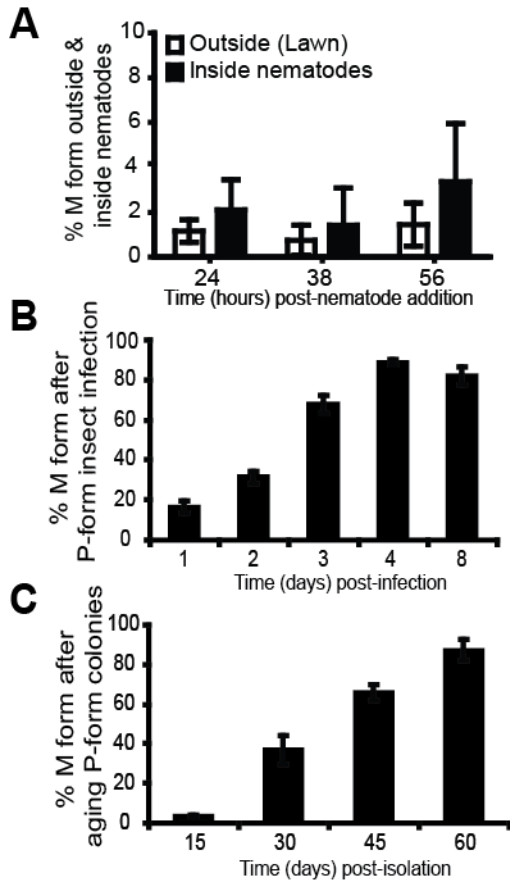 A
% M form outside &
inside nematodes
10
8
6
4
2
0
Outside (Lawn)
Inside nematodes
24 38 56
Time (hours) post-nematode addition
B
% M form after
P-form insect infection
100
80
60
40
20
0
1 2 3 4 8
Time (days) post-infection
C
% M form after
aging P-form colonies
100
80
60
40
20
0
15 30 45 60
Time (days) post-isolation